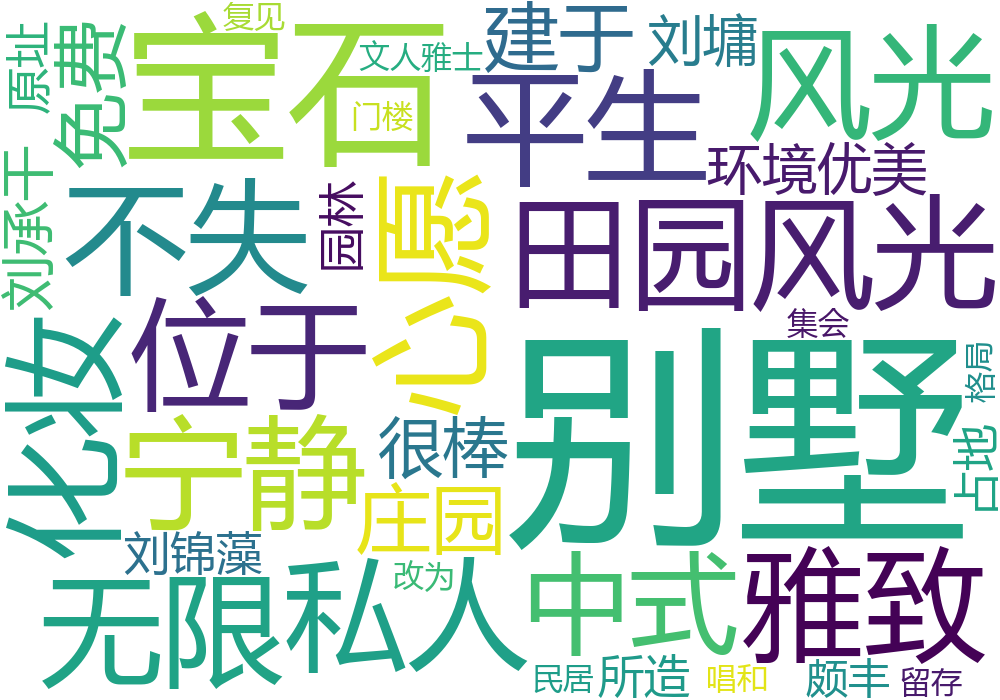 复见
宝石
建于
刘墉
风光
原址
免费
文人雅士
平生
门楼
环境优美
刘承干
不失
园林
心愿
田园风光
位于
集会
化妆
别墅
格局
宁静
很棒
占地
庄园
刘锦藻
无限
私人
改为
中式
雅致
民居
所造
唱和
颇丰
留存